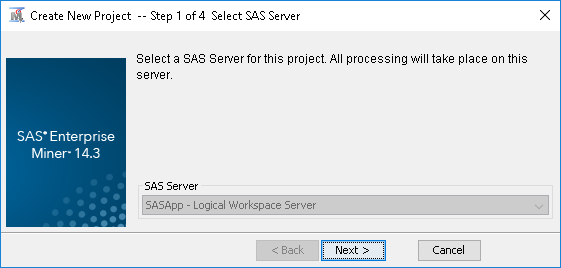 Create New Project -- Step 1 of 4 Select SAS Server
Select a SAS Server for this project. All processing will take place on this
server.
SAS® Enterprise
Miner™ 14.3
SAS Server
SASApp - Logical Workspace Server
< Back
Next >
Cancel